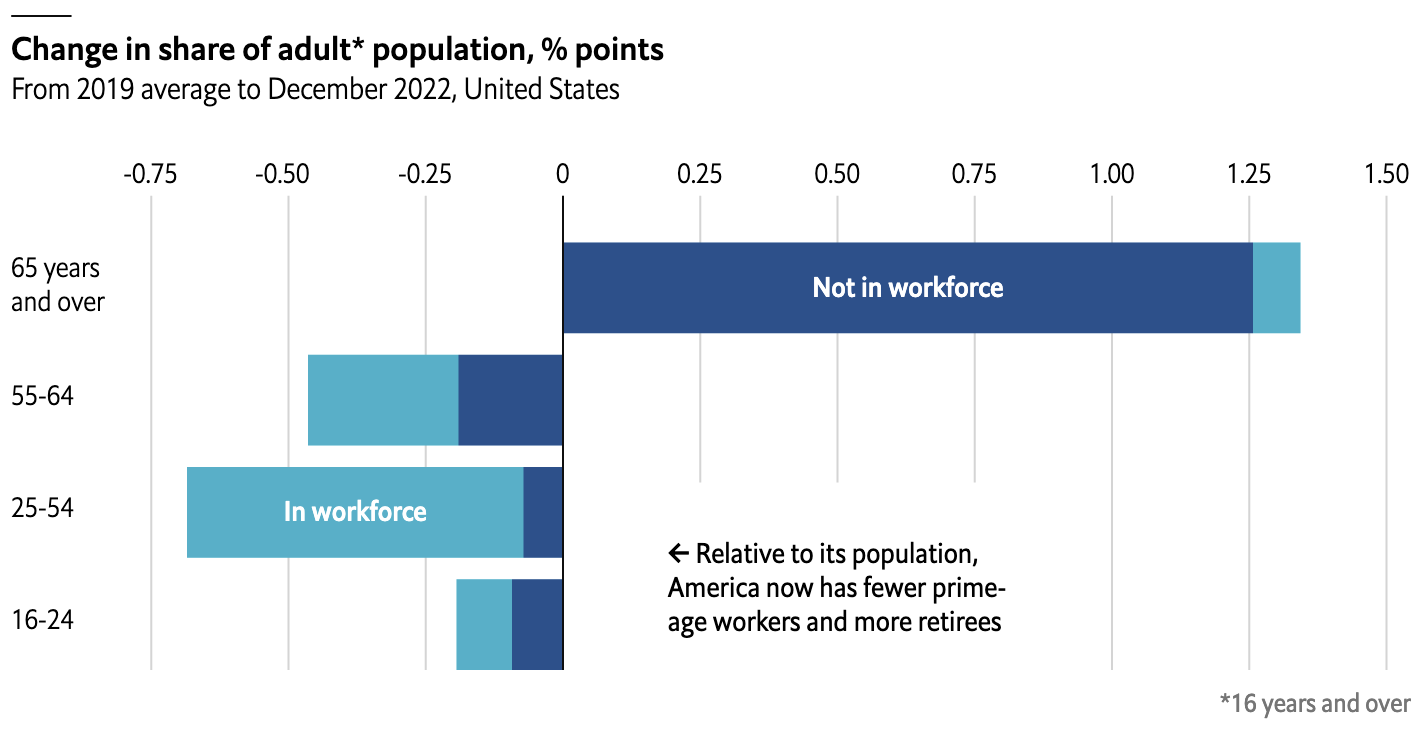 Change in share of adult* population, % points
From 2019 average to December 2022, United States
-0.75 -0.50 -0.25 0 0.25 0.50 0.75 1.00 1.25 1.50
65 years
and over
Not in workforce
55-64
25-54
In workforce
16-24
← Relative to its population,
America now has fewer prime-
age workers and more retirees
*16 years and over